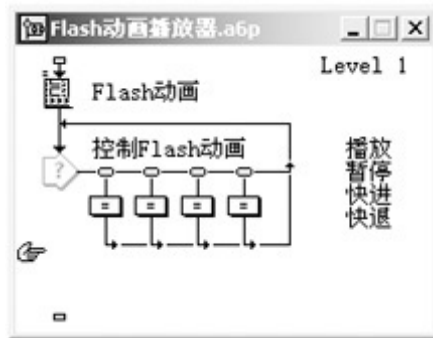 Flash动画播放器.a6p
Level 1
Flash动画
控制Flash动画
?
= = = =
播放
暂停
快进
快退